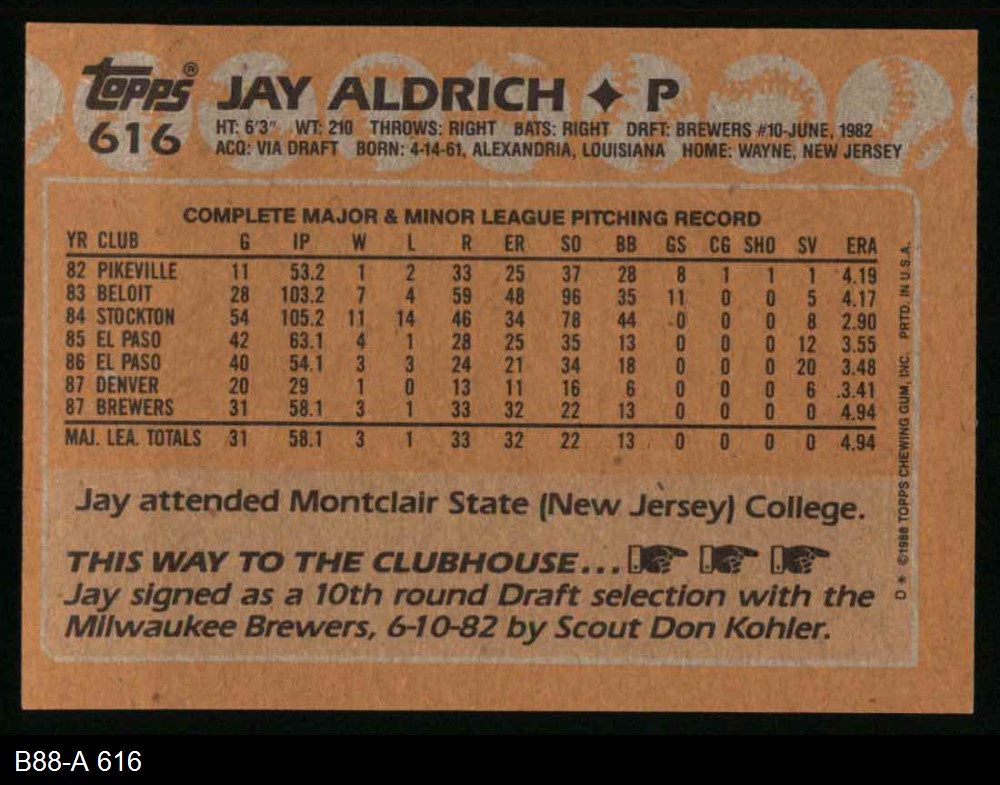 Topps® JAY ALDRICH ✦ P
616
HT: 6'3" WT: 210 THROWS: RIGHT BATS: RIGHT DRFT: BREWERS #10-JUNE, 1982
ACQ: VIA DRAFT BORN: 4-14-61, ALEXANDRIA, LOUISIANA HOME: WAYNE, NEW JERSEY
COMPLETE MAJOR & MINOR LEAGUE PITCHING RECORD
YR CLUB G IP W L R ER SO BB GS CG SHO SV ERA
82 PIKEVILLE 11 53.2 1 2 33 25 37 28 8 1 1 1 4.19
83 BELOIT 28 103.2 7 4 59 48 96 35 11 0 0 5 4.17
84 STOCKTON 54 105.2 11 14 46 34 78 44 0 0 0 8 2.90
85 EL PASO 42 63.1 4 1 28 25 35 13 0 0 0 12 3.55
86 EL PASO 40 54.1 3 3 24 21 34 18 0 0 0 20 3.48
87 DENVER 20 29 1 0 13 11 16 6 0 0 0 6 3.41
87 BREWERS 31 58.1 3 1 33 32 22 13 0 0 0 0 4.94
MAJ. LEA. TOTALS 31 58.1 3 1 33 32 22 13 0 0 0 0 4.94
Jay attended Montclair State (New Jersey) College.
THIS WAY TO THE CLUBHOUSE...
Jay signed as a 10th round Draft selection with the
Milwaukee Brewers, 6-10-82 by Scout Don Kohler.
D* ©1988 TOPPS CHEWING GUM, INC. PRTD. IN U.S.A.
B88-A 616